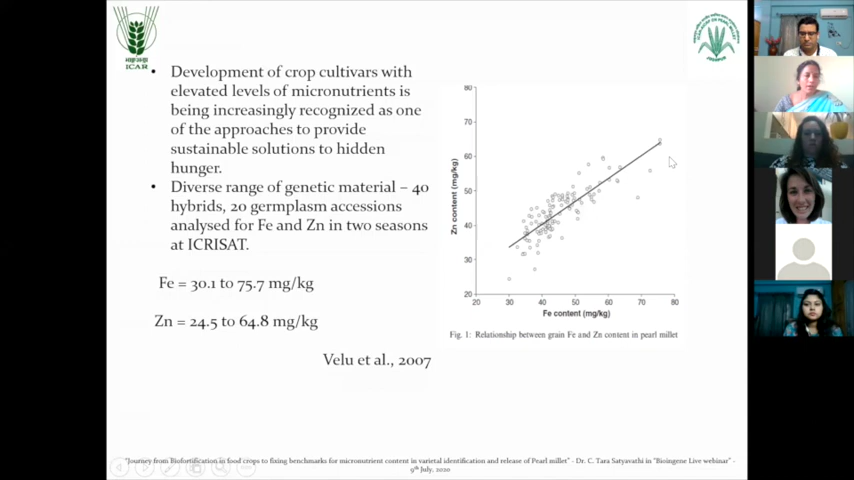 ICAR
• Development of crop cultivars with
elevated levels of micronutrients is
being increasingly recognized as one
of the approaches to provide
sustainable solutions to hidden
hunger.
• Diverse range of genetic material – 40
hybrids, 20 germplasm accessions
analysed for Fe and Zn in two seasons
at ICRISAT.
Fe = 30.1 to 75.7 mg/kg
Zn = 24.5 to 64.8 mg/kg
Velu et al., 2007
80
70
60
50
40
30
20
Zn content (mg/kg)
20 30 40 50 60 70 80
Fe content (mg/kg)
Fig. 1: Relationship between grain Fe and Zn content in pearl millet
"Journey from Biofortification in food crops to fixing benchmarks for micronutrient content in varietal identification and release of Pearl millet" - Dr. C. Tara Satyavathi in "Bioingene Live webinar" -
9th July, 2020